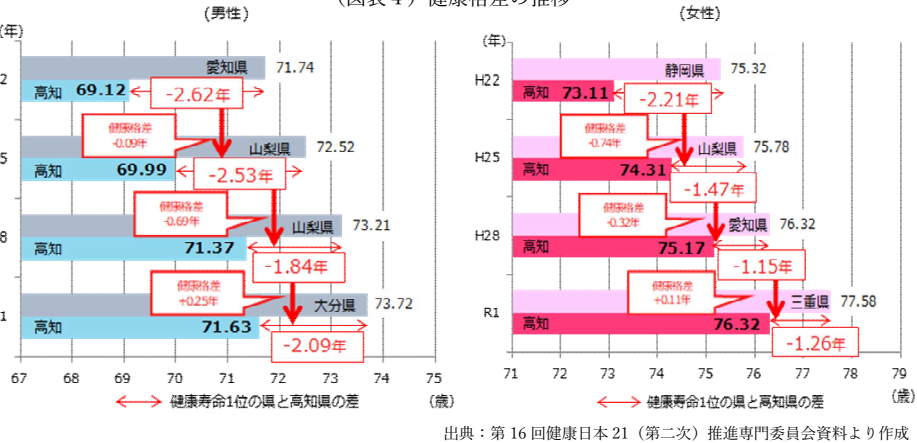 (図表４) 健康格差の推移
(男性)
(年)
2
愛知県 71.74
高知 69.12
-2.62年
健康格差
-0.09年
5
山梨県 72.52
高知 69.99
-2.53年
健康格差
-0.69年
8
山梨県 73.21
高知 71.37
-1.84年
健康格差
+0.25年
1
大分県 73.72
高知 71.63
-2.09年
67 68 69 70 71 72 73 74 75
(歳)
健康寿命1位の県と高知県の差
(女性)
(年)
H22
静岡県 75.32
高知 73.11
-2.21年
健康格差
-0.74年
H25
山梨県 75.78
高知 74.31
-1.47年
健康格差
-0.32年
H28
愛知県 76.32
高知 75.17
-1.15年
健康格差
+0.11年
R1
三重県 77.58
高知 76.32
-1.26年
71 72 73 74 75 76 77 78 79
(歳)
健康寿命1位の県と高知県の差
出典：第 16 回健康日本 21（第二次）推進専門委員会資料より作成